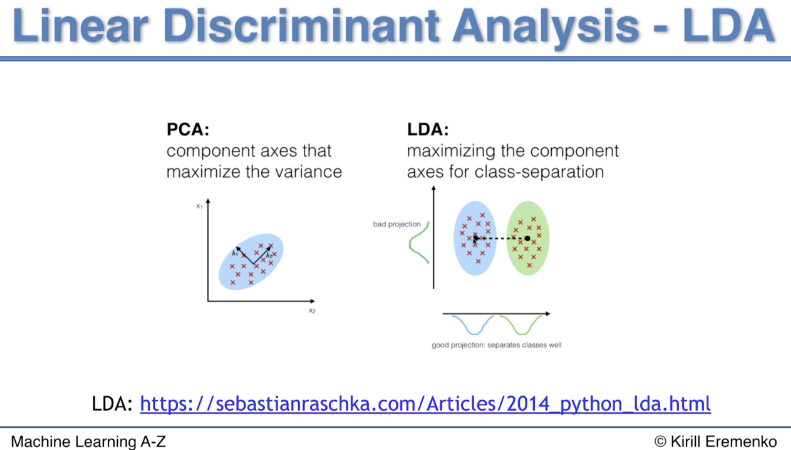 Linear Discriminant Analysis - LDA
PCA:
component axes that
maximize the variance
LDA:
maximizing the component
axes for class-separation
x₁
λ₁
x₂
bad projection
good projection: separates classes well
LDA: https://sebastianraschka.com/Articles/2014_python_lda.html
Machine Learning A-Z
© Kirill Eremenko